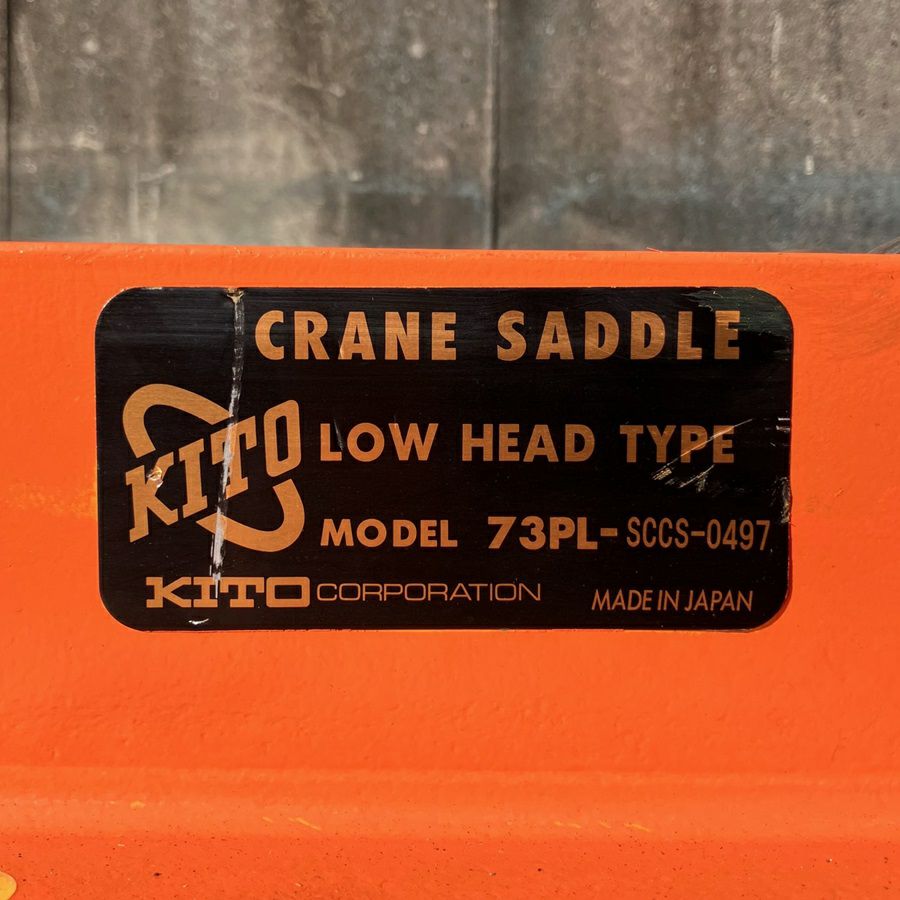 CRANE SADDLE
KITO
LOW HEAD TYPE
MODEL 73PL-SCCS-0497
KITO CORPORATION
MADE IN JAPAN